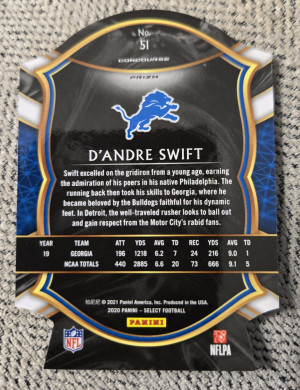 No.
51
CONCOURSE
PRIZM
D'ANDRE SWIFT
Swift excelled on the gridiron from a young age, earning
the admiration of his peers in his native Philadelphia. The
running back then took his skills to Georgia, where he
became beloved by the Bulldogs faithful for his dynamic
feet. In Detroit, the well-traveled rusher looks to ball out
and gain respect from the Motor City's rabid fans.
YEAR TEAM ATT YDS AVG TD REC YDS AVG TD
19 GEORGIA 196 1218 6.2 7 24 216 9.0 1
NCAA TOTALS 440 2885 6.6 20 73 666 9.1 5
© 2021 Panini America, Inc. Produced in the USA.
2020 PANINI - SELECT FOOTBALL
PANINI
NFL
NFLPA